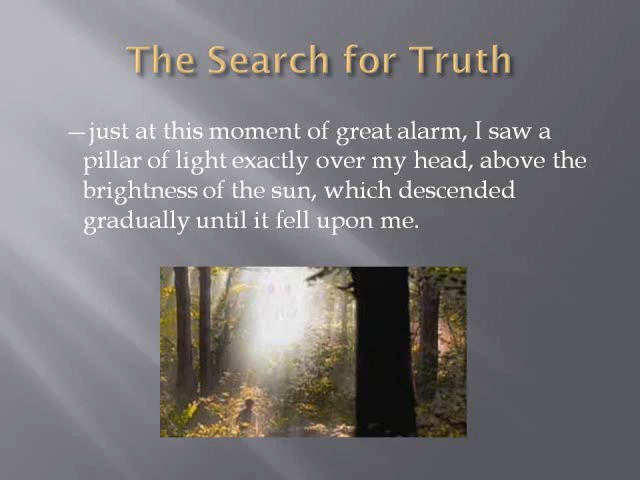 The Search for Truth
—just at this moment of great alarm, I saw a
pillar of light exactly over my head, above the
brightness of the sun, which descended
gradually until it fell upon me.